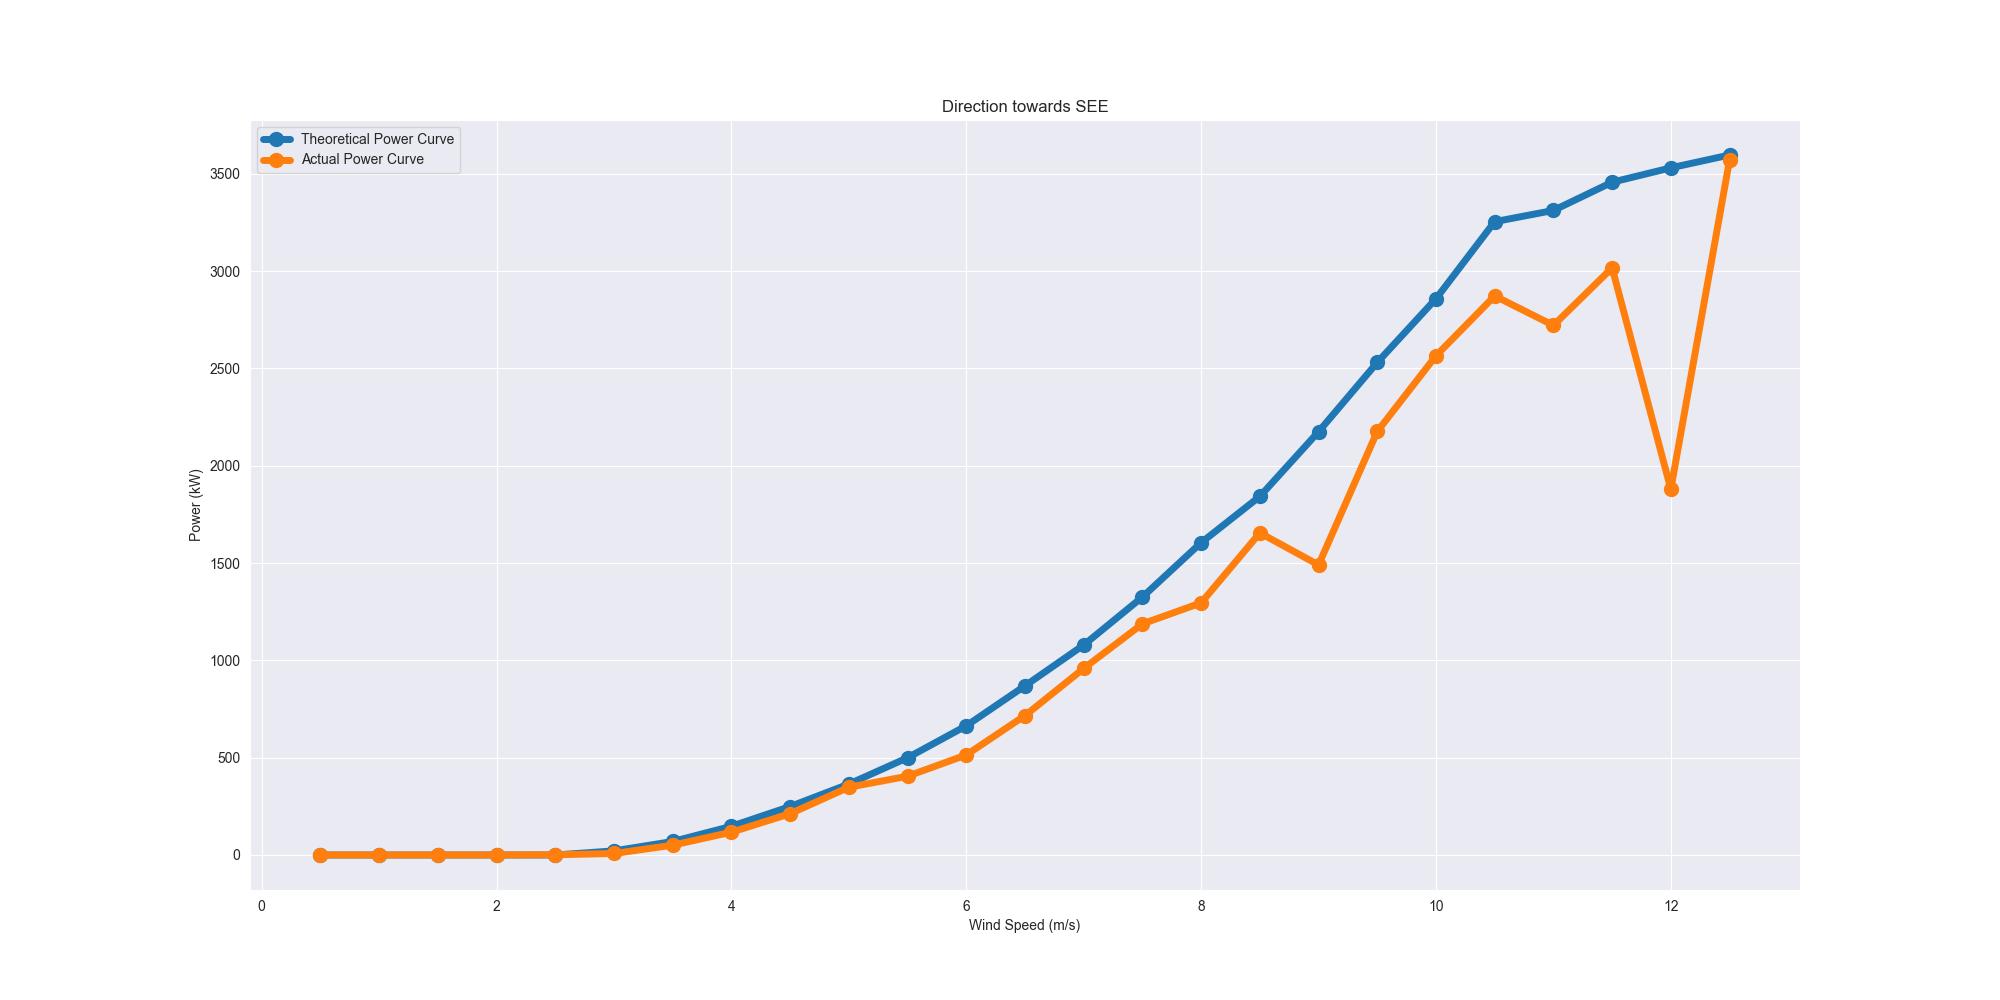 Direction towards SEE
Theoretical Power Curve
Actual Power Curve
3500
3000
2500
2000
1500
1000
500
0
Power (kW)
0 2 4 6 8 10 12
Wind Speed (m/s)